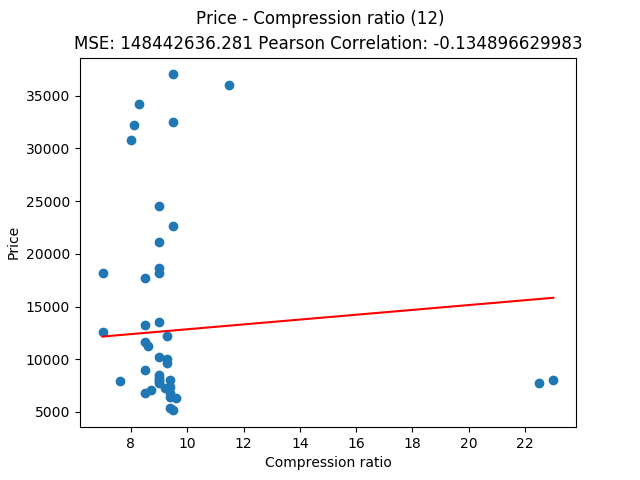 Price - Compression ratio (12)
MSE: 148442636.281 Pearson Correlation: -0.134896629983
35000
30000
25000
20000
15000
10000
5000
Price
8 10 12 14 16 18 20 22
Compression ratio